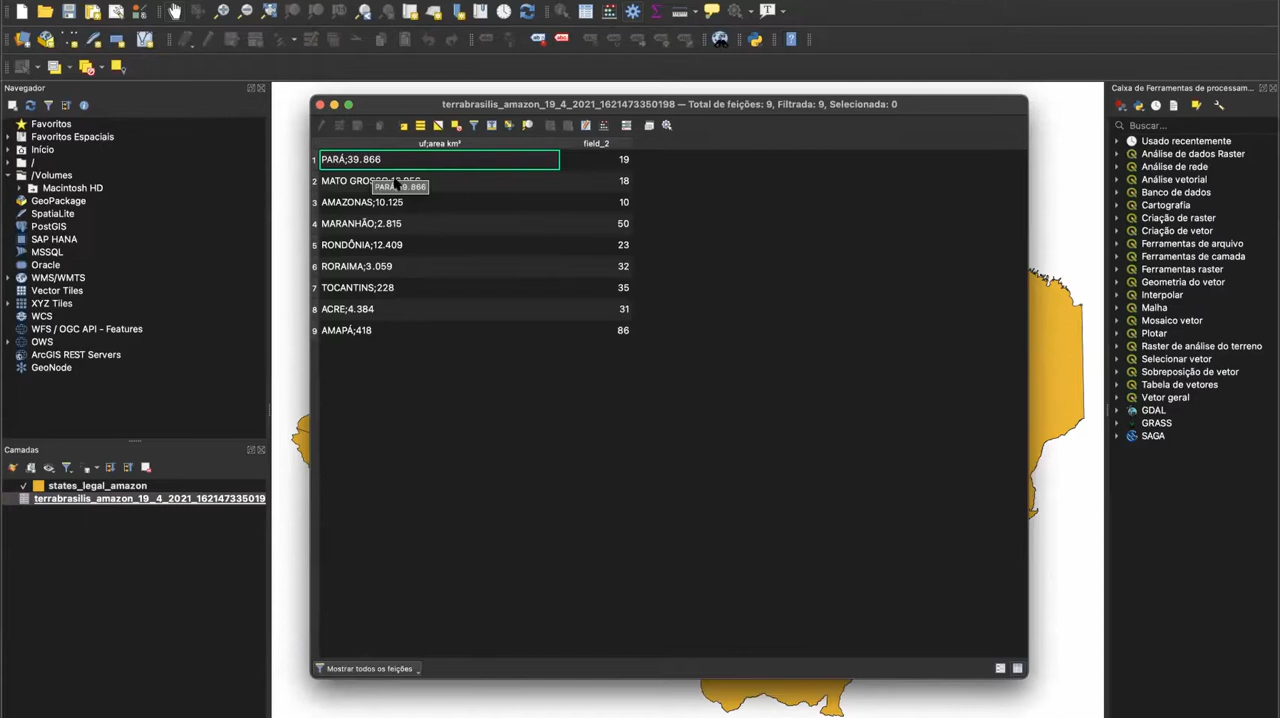 Navegador
Favoritos
Favoritos Espaciais
Início
/
/Volumes
Macintosh HD
GeoPackage
SpatiaLite
PostGIS
SAP HANA
MSSQL
Oracle
WMS/WMTS
Vector Tiles
XYZ Tiles
WCS
WFS / OGC API - Features
OWS
ArcGIS REST Servers
GeoNode
Camadas
states_legal_amazon
terrabrasilis_amazon_19_4_2021_162147335019
terrabrasilis_amazon_19_4_2021_1621473350198 — Total de feições: 9, Filtrada: 9, Selecionada: 0
uf;area km² field_2
1 PARÁ;39.866 19
2 MATO GROSSO 18
PARÁ;39.866
3 AMAZONAS;10.125 10
4 MARANHÃO;2.815 50
5 RONDÔNIA;12.409 23
6 RORAIMA;3.059 32
7 TOCANTINS;228 35
8 ACRE;4.384 31
9 AMAPÁ;418 86
Mostrar todos os feições
Caixa de Ferramentas de processam...
Buscar...
Usado recentemente
Análise de dados Raster
Análise de rede
Análise vetorial
Banco de dados
Cartografia
Criação de raster
Criação de vetor
Ferramentas de arquivo
Ferramentas de camada
Ferramentas raster
Geometria do vetor
Interpolar
Malha
Mosaico vetor
Plotar
Raster de análise do terreno
Selecionar vetor
Sobreposição de vetor
Tabela de vetores
Vetor geral
GDAL
GRASS
SAGA